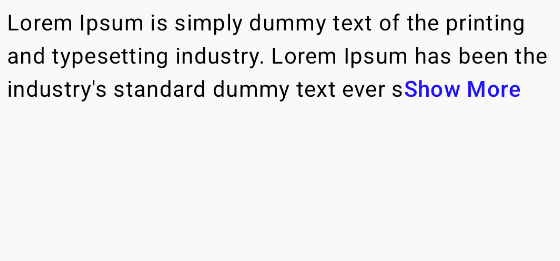 Lorem Ipsum is simply dummy text of the printing
and typesetting industry. Lorem Ipsum has been the
industry's standard dummy text ever sShow More